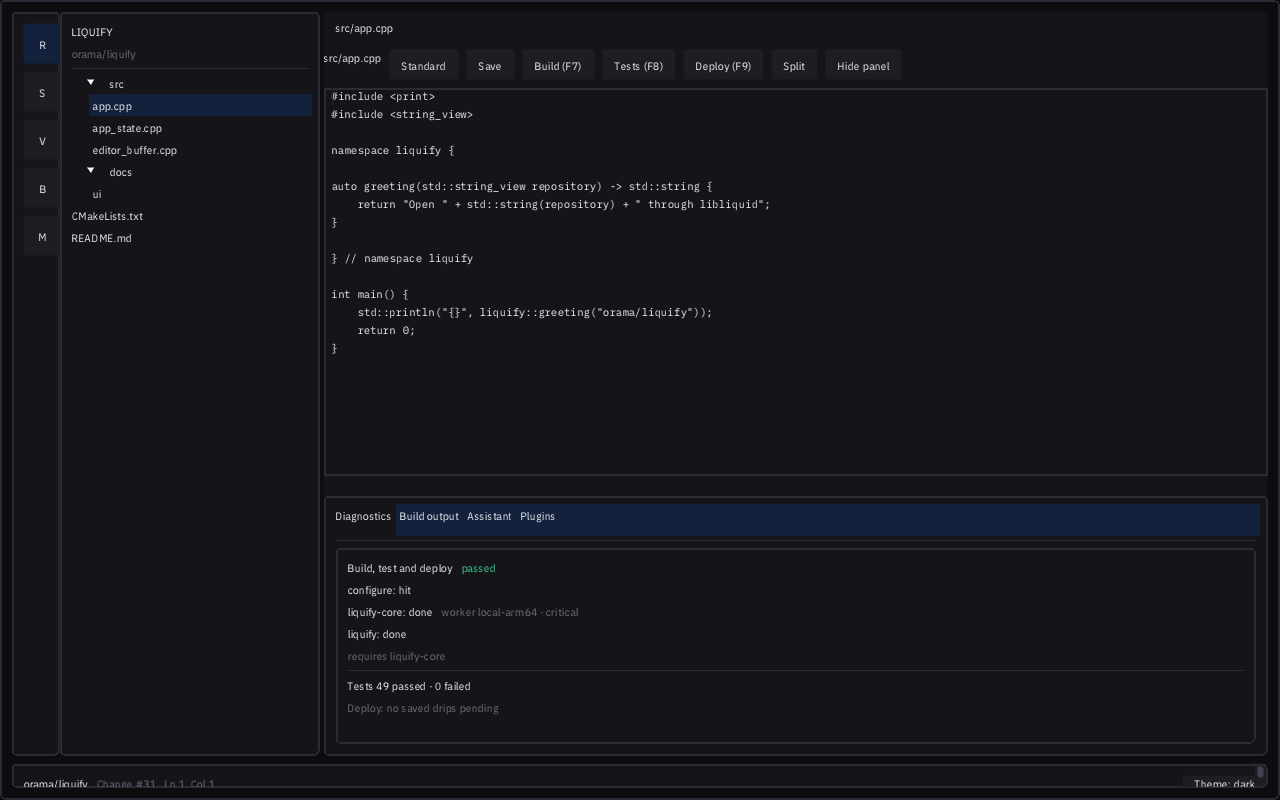 R
S
V
B
M
LIQUIFY
orama/liquify
src
app.cpp
app_state.cpp
editor_buffer.cpp
docs
ui
CMakeLists.txt
README.md
src/app.cpp
src/app.cpp Standard Save Build (F7) Tests (F8) Deploy (F9) Split Hide panel
#include <print>
#include <string_view>
namespace liquify {
auto greeting(std::string_view repository) -> std::string {
    return "Open " + std::string(repository) + " through libliquid";
}
} // namespace liquify
int main() {
    std::println("{}", liquify::greeting("orama/liquify"));
    return 0;
}
Diagnostics Build output Assistant Plugins
Build, test and deploy passed
configure: hit
liquify-core: done worker local-arm64 · critical
liquify: done
requires liquify-core
Tests 49 passed · 0 failed
Deploy: no saved drips pending
orama/liquify Change #31 Ln 1, Col 1 Theme: dark